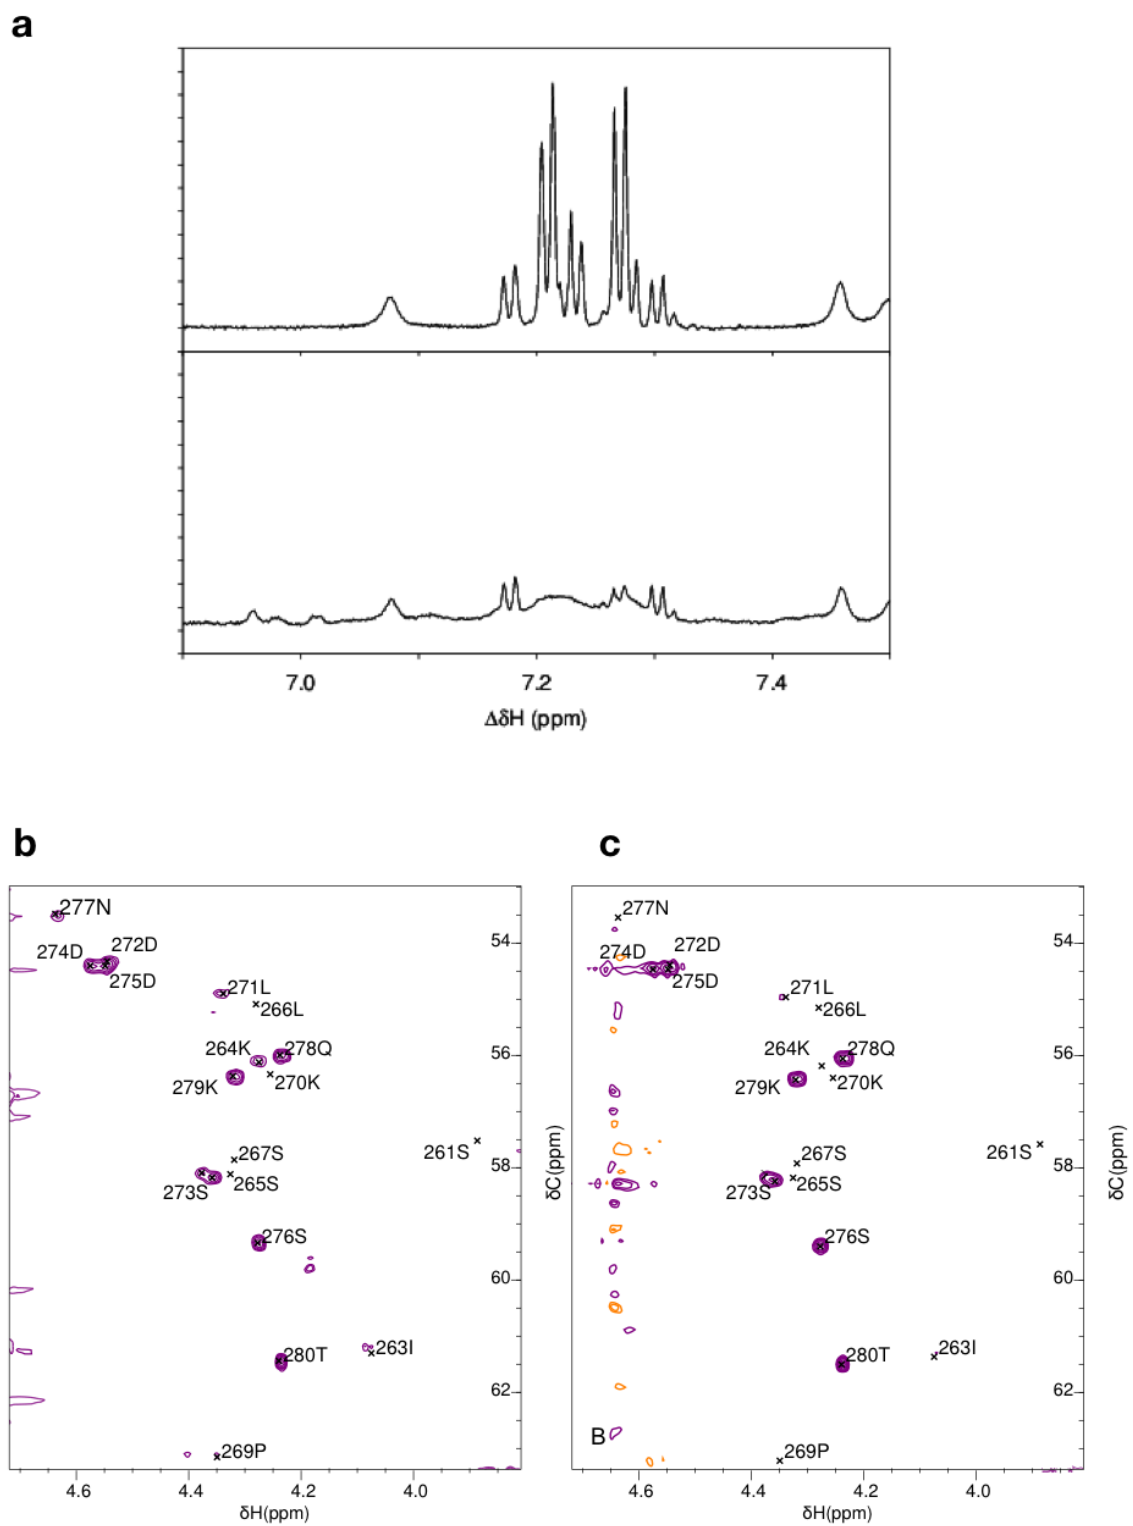 a
7.0 7.2 7.4
ΔδH (ppm)
b c
277N
274D 272D
275D
271L
266L
264K 278Q
279K 270K
267S
273S 265S
261S
276S
280T 263I
269P
54
56
58
60
62
δC(ppm)
4.6 4.4 4.2 4.0
δH(ppm)
277N
274D 272D
275D
271L
266L
264K 278Q
279K 270K
267S
273S 265S
261S
276S
280T 263I
B 269P
54
56
58
60
62
δC(ppm)
4.6 4.4 4.2 4.0
δH(ppm)